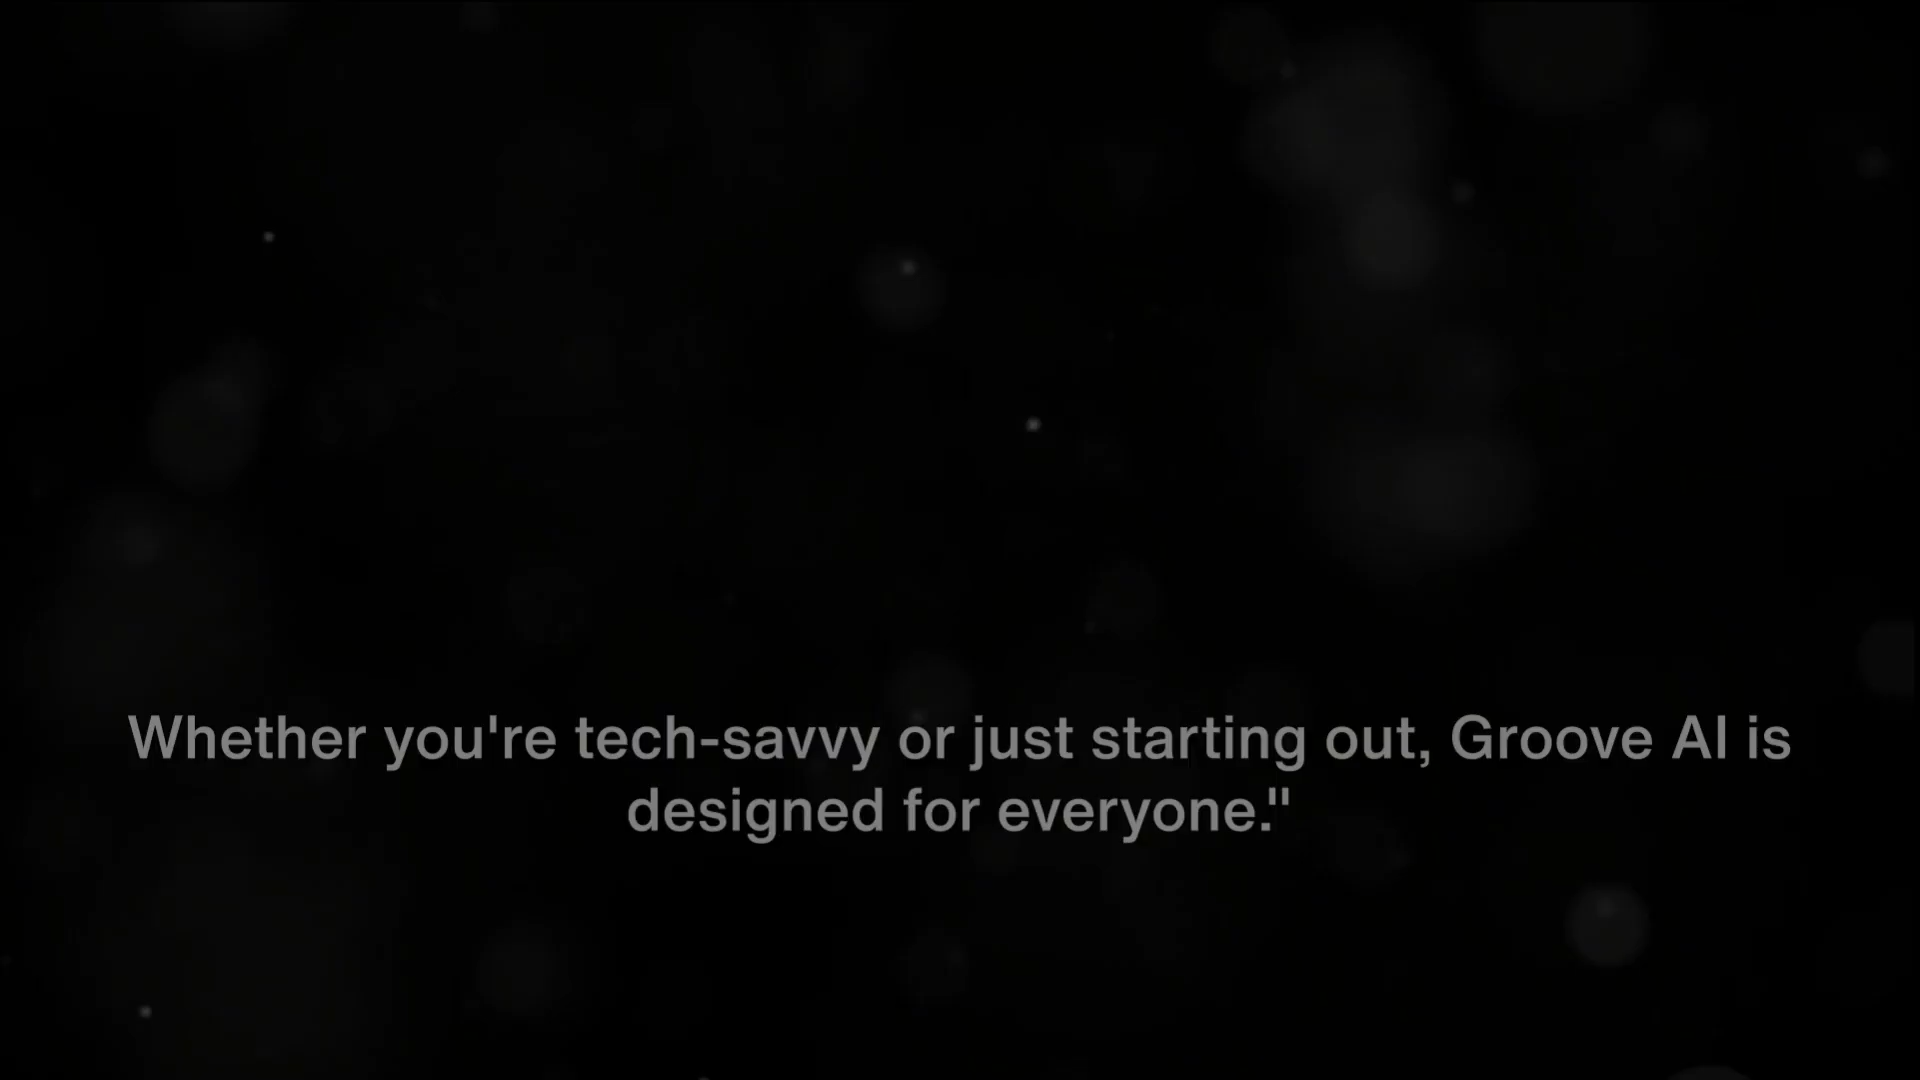 Whether you're tech-savvy or just starting out, Groove AI is
designed for everyone."